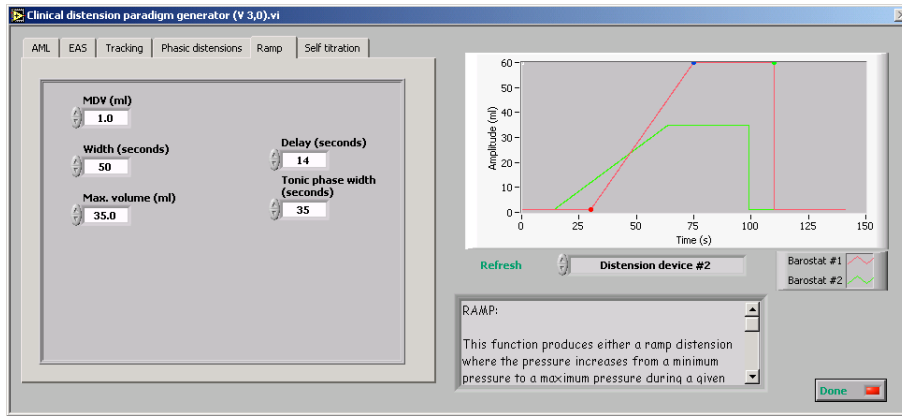 Clinical distension paradigm generator (V 3,0).vi
AML EAS Tracking Phasic distensions Ramp Self titration
MDV (ml)
1.0
Width (seconds)
50
Max. volume (ml)
35.0
Delay (seconds)
14
Tonic phase width
(seconds)
35
Amplitude (ml)
60
50
40
30
20
10
0
0 25 50 75 100 125 150
Time (s)
Refresh
Distension device #2
Barostat #1
Barostat #2
RAMP:
This function produces either a ramp distension
where the pressure increases from a minimum
pressure to a maximum pressure during a given
Done